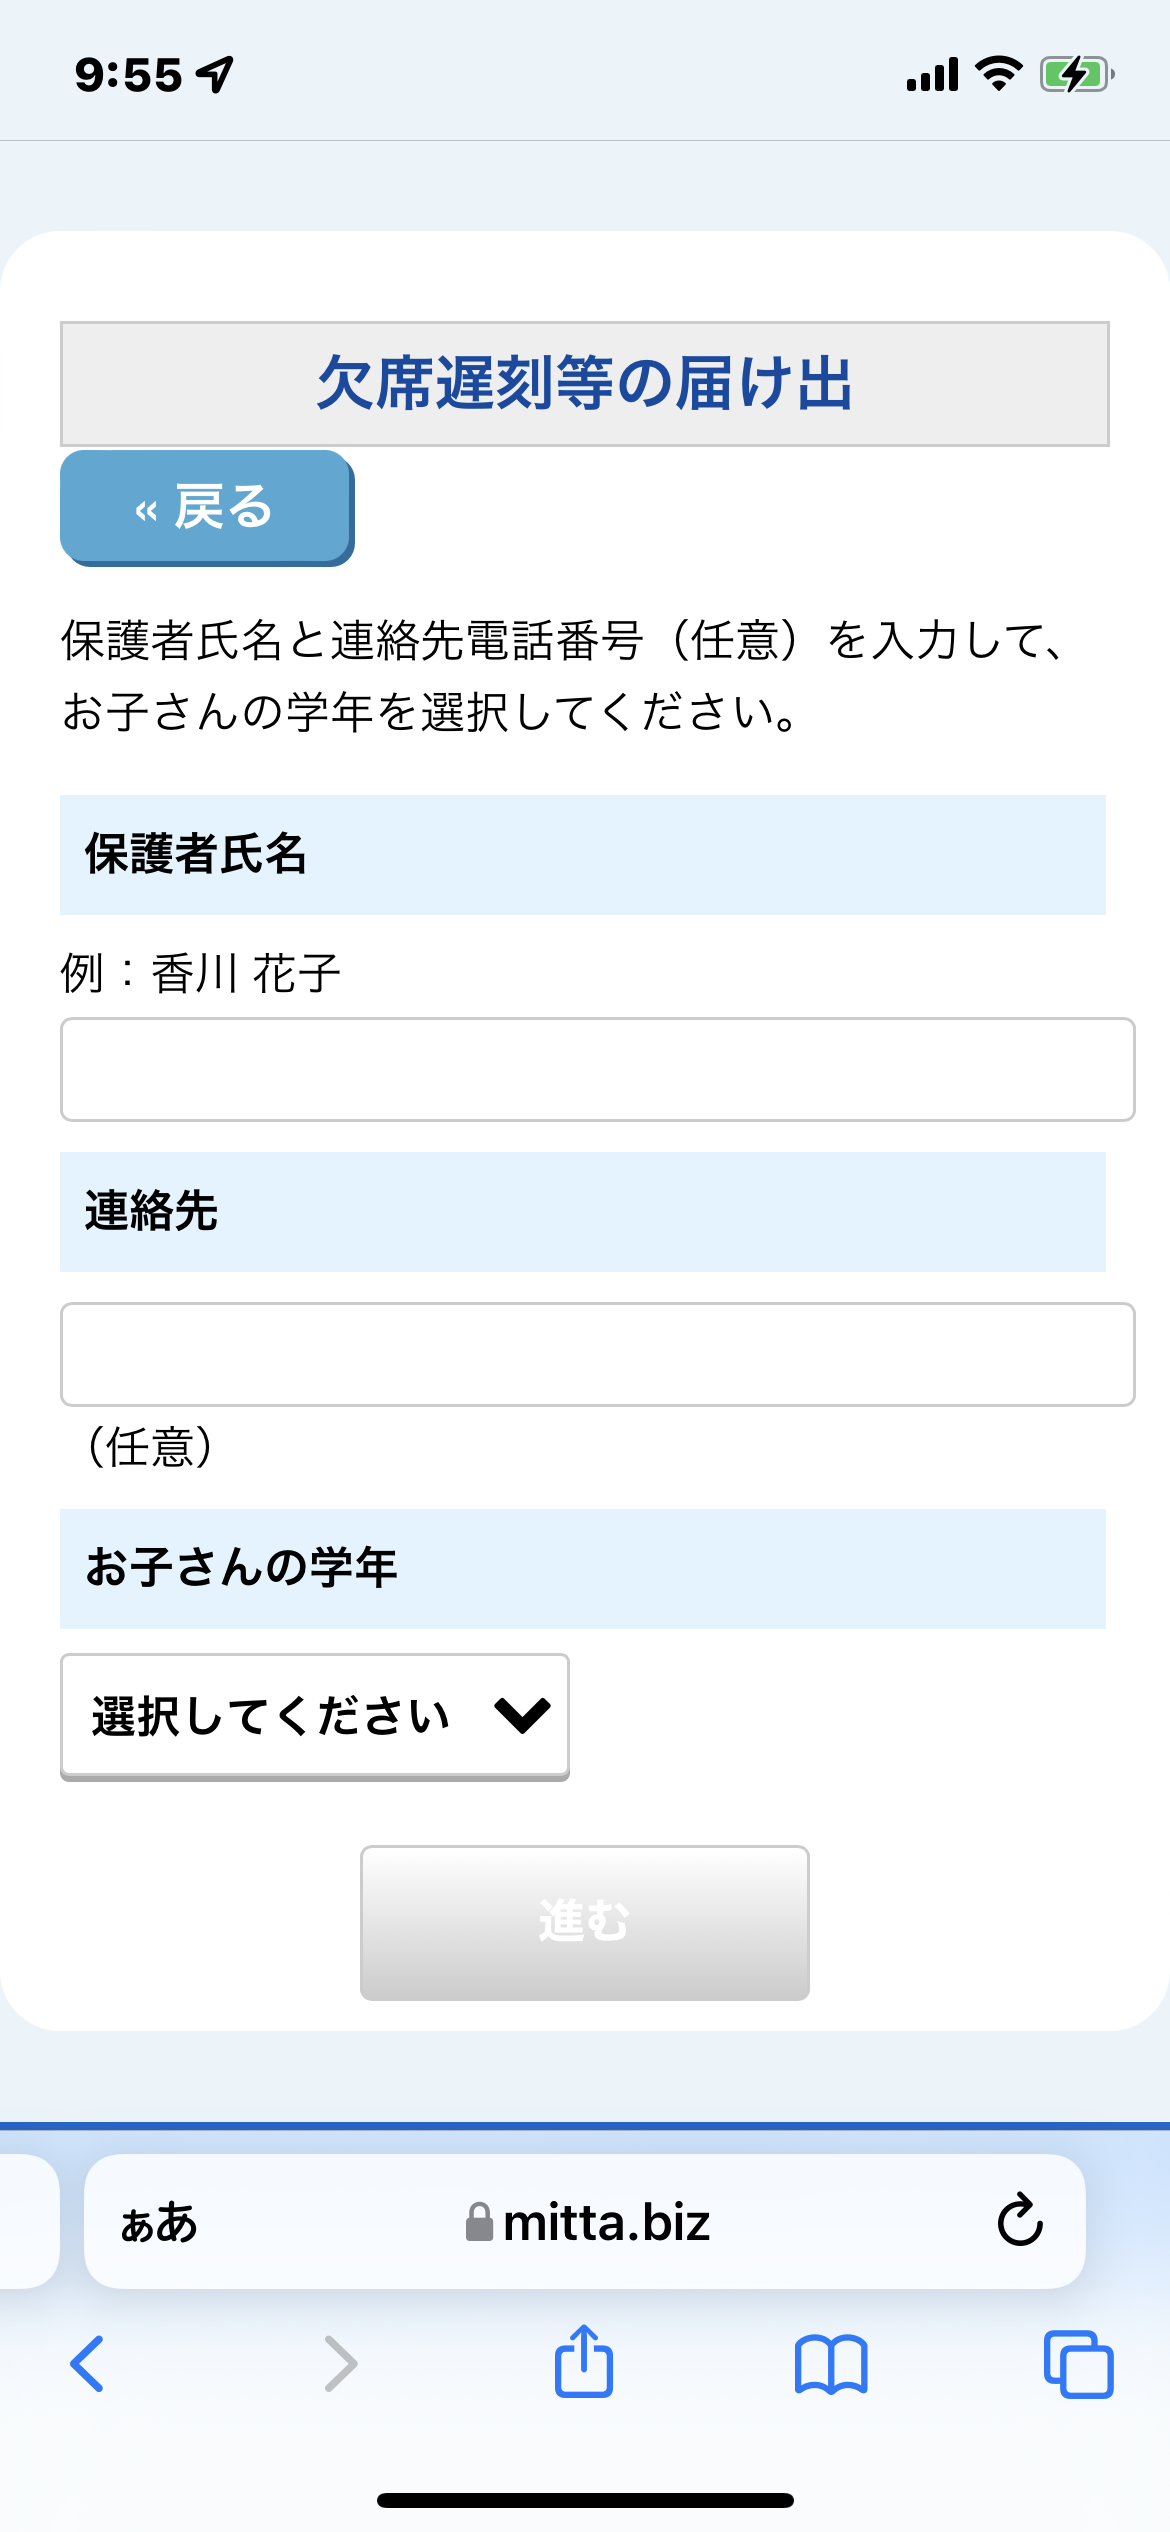 9:55
欠席遅刻等の届け出
« 戻る
保護者氏名と連絡先電話番号（任意）を入力して、
お子さんの学年を選択してください。
保護者氏名
例：香川 花子
連絡先
（任意）
お子さんの学年
選択してください
進む
ぁあ mitta.biz